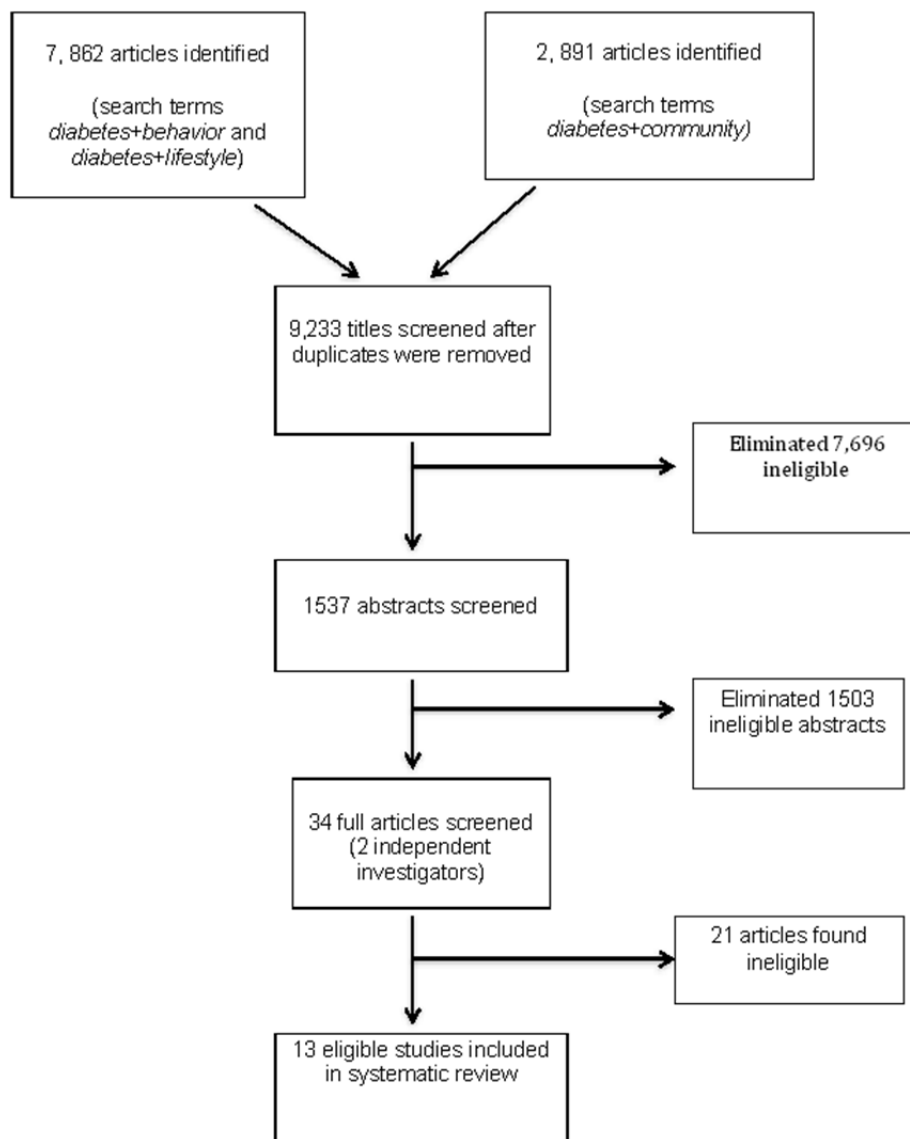 7, 862 articles identified
(search terms
diabetes+behavior and
diabetes+lifestyle)
2, 891 articles identified
(search terms
diabetes+community)
9,233 titles screened after
duplicates were removed
Eliminated 7,696
ineligible
1537 abstracts screened
Eliminated 1503
ineligible abstracts
34 full articles screened
(2 independent
investigators)
21 articles found
ineligible
13 eligible studies included
in systematic review